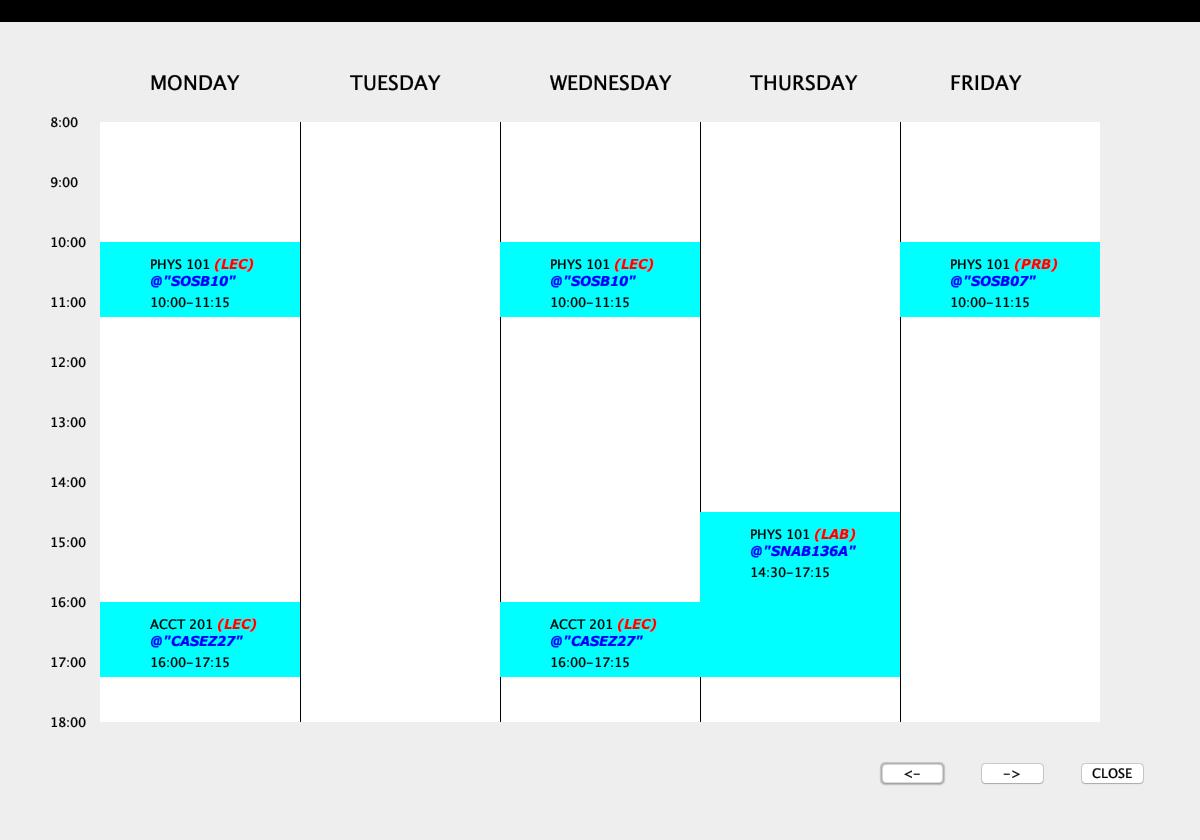 MONDAY TUESDAY WEDNESDAY THURSDAY FRIDAY
8:00
9:00
10:00
PHYS 101 (LEC) PHYS 101 (LEC) PHYS 101 (PRB)
@"SOSB10" @"SOSB10" @"SOSB07"
11:00 10:00-11:15 10:00-11:15 10:00-11:15
12:00
13:00
14:00
PHYS 101 (LAB)
15:00 @"SNAB136A"
14:30-17:15
16:00
ACCT 201 (LEC) ACCT 201 (LEC)
@"CASEZ27" @"CASEZ27"
17:00 16:00-17:15 16:00-17:15
18:00
<- -> CLOSE